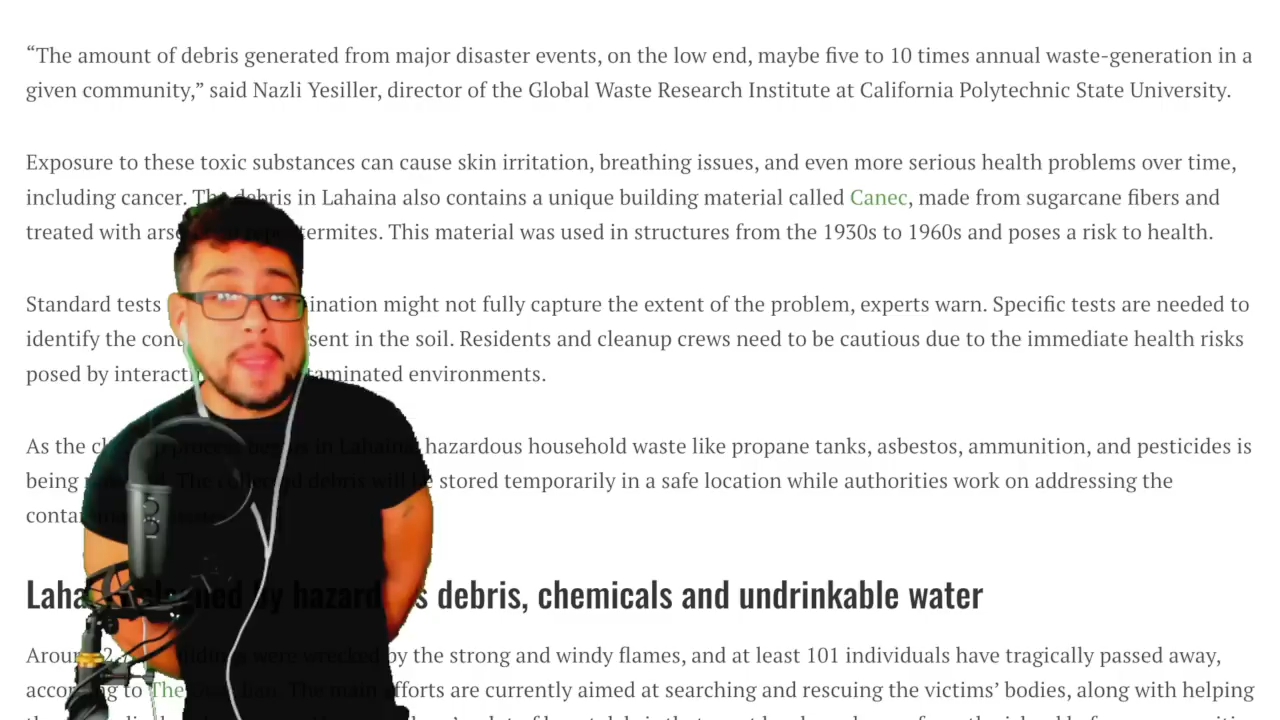 “The amount of debris generated from major disaster events, on the low end, maybe five to 10 times annual waste-generation in a
given community,” said Nazli Yesiller, director of the Global Waste Research Institute at California Polytechnic State University.
Exposure to these toxic substances can cause skin irritation, breathing issues, and even more serious health problems over time,
including cancer. The debris in Lahaina also contains a unique building material called Canec, made from sugarcane fibers and
treated with termites. This material was used in structures from the 1930s to 1960s and poses a risk to health.
Standard tests might not fully capture the extent of the problem, experts warn. Specific tests are needed to
identify the in the soil. Residents and cleanup crews need to be cautious due to the immediate health risks
posed by environments.
As the in Lahaina, hazardous household waste like propane tanks, asbestos, ammunition, and pesticides is
being The debris will be stored temporarily in a safe location while authorities work on addressing the
by debris, chemicals and undrinkable water
were wrecked by the strong and windy flames, and at least 101 individuals have tragically passed away,
according to The The main efforts are currently aimed at searching and rescuing the victims’ bodies, along with helping